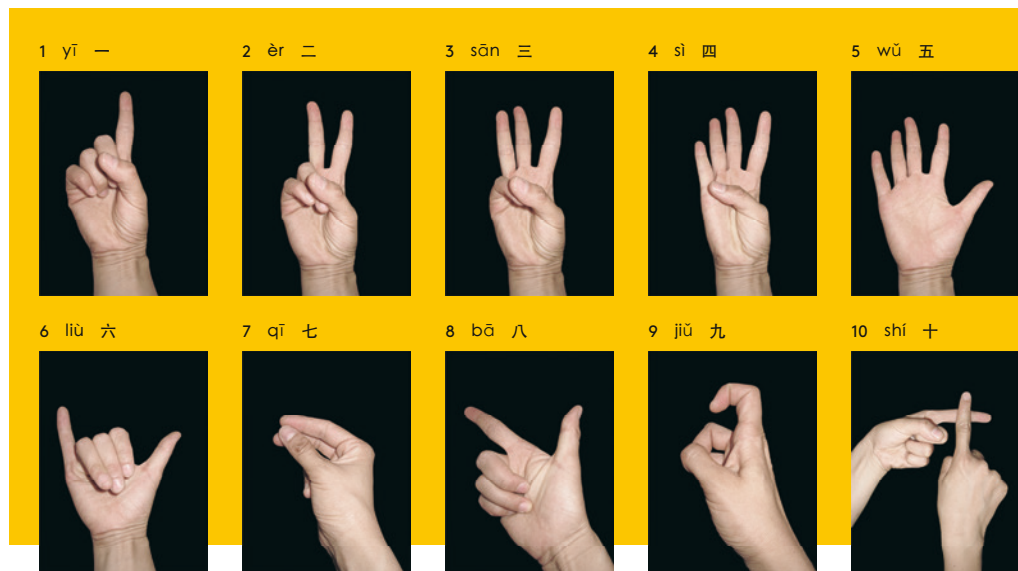 1 yī 一
2 èr 二
3 sān 三
4 sì 四
5 wǔ 五
6 liù 六
7 qī 七
8 bā 八
9 jiǔ 九
10 shí 十